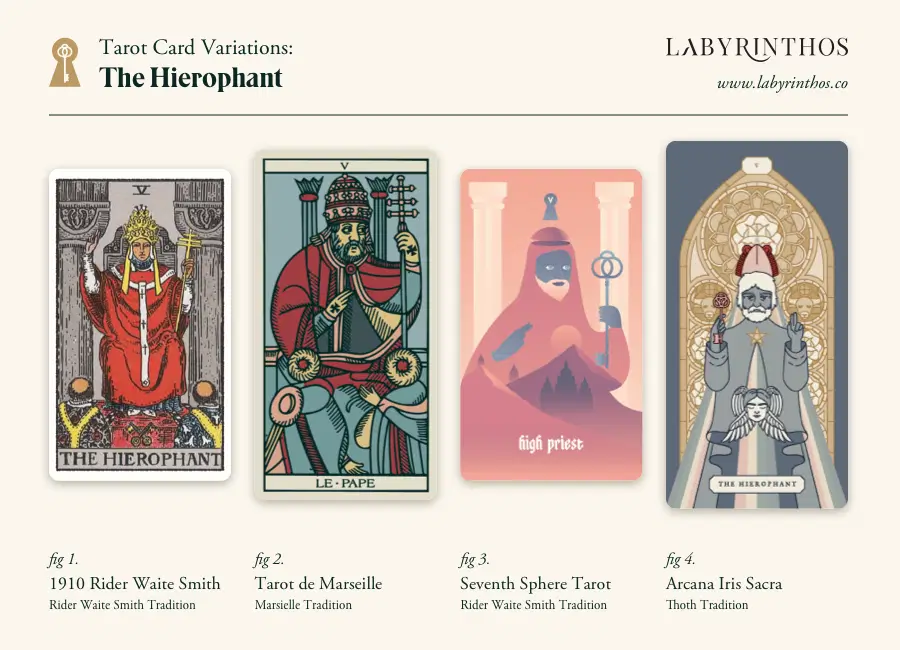 Tarot Card Variations:
The Hierophant
LABYRINTHOS
www.labyrinthos.co
V
THE HIEROPHANT
V
LE·PAPE
V
high priest
V
THE HIEROPHANT
fig 1.
1910 Rider Waite Smith
Rider Waite Smith Tradition
fig 2.
Tarot de Marseille
Marsielle Tradition
fig 3.
Seventh Sphere Tarot
Rider Waite Smith Tradition
fig 4.
Arcana Iris Sacra
Thoth Tradition